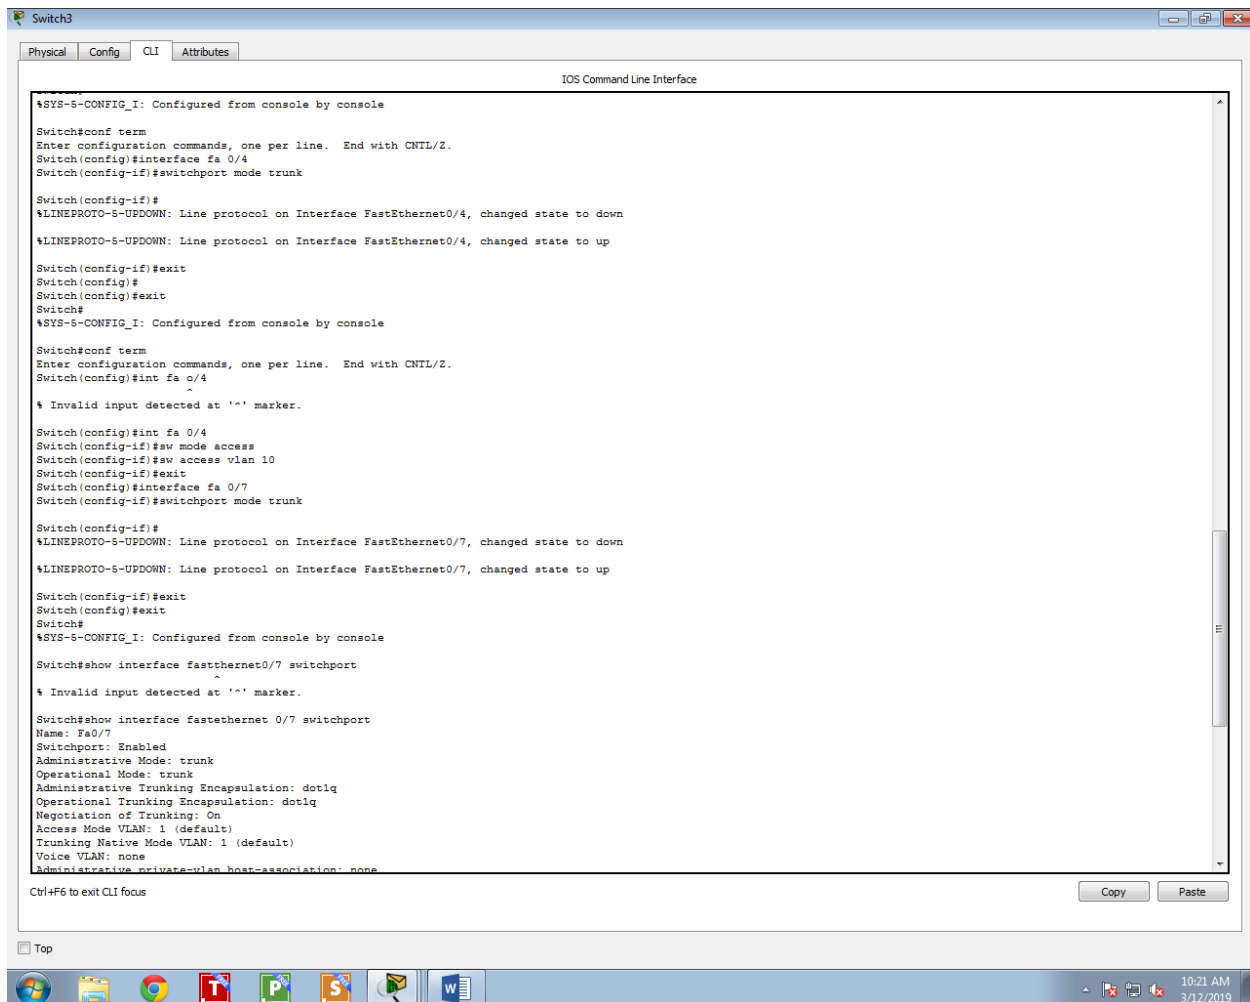 Switch3
Physical Config CLI Attributes
IOS Command Line Interface
%SYS-5-CONFIG_I: Configured from console by console
Switch#conf term
Enter configuration commands, one per line.  End with CNTL/Z.
Switch(config)#interface fa 0/4
Switch(config-if)#switchport mode trunk
Switch(config-if)#
%LINEPROTO-5-UPDOWN: Line protocol on Interface FastEthernet0/4, changed state to down
%LINEPROTO-5-UPDOWN: Line protocol on Interface FastEthernet0/4, changed state to up
Switch(config-if)#exit
Switch(config)#
Switch(config)#exit
Switch#
%SYS-5-CONFIG_I: Configured from console by console
Switch#conf term
Enter configuration commands, one per line.  End with CNTL/Z.
Switch(config)#int fa o/4
^
% Invalid input detected at '^' marker.
Switch(config)#int fa 0/4
Switch(config-if)#sw mode access
Switch(config-if)#sw access vlan 10
Switch(config-if)#exit
Switch(config)#interface fa 0/7
Switch(config-if)#switchport mode trunk
Switch(config-if)#
%LINEPROTO-5-UPDOWN: Line protocol on Interface FastEthernet0/7, changed state to down
%LINEPROTO-5-UPDOWN: Line protocol on Interface FastEthernet0/7, changed state to up
Switch(config-if)#exit
Switch(config)#exit
Switch#
%SYS-5-CONFIG_I: Configured from console by console
Switch#show interface fastthernet0/7 switchport
^
% Invalid input detected at '^' marker.
Switch#show interface fastethernet 0/7 switchport
Name: Fa0/7
Switchport: Enabled
Administrative Mode: trunk
Operational Mode: trunk
Administrative Trunking Encapsulation: dot1q
Operational Trunking Encapsulation: dot1q
Negotiation of Trunking: On
Access Mode VLAN: 1 (default)
Trunking Native Mode VLAN: 1 (default)
Voice VLAN: none
Administrative private-vlan host-association: none
Ctrl+F6 to exit CLI focus
Copy Paste
Top
T P S W
10:21 AM
3/12/2019